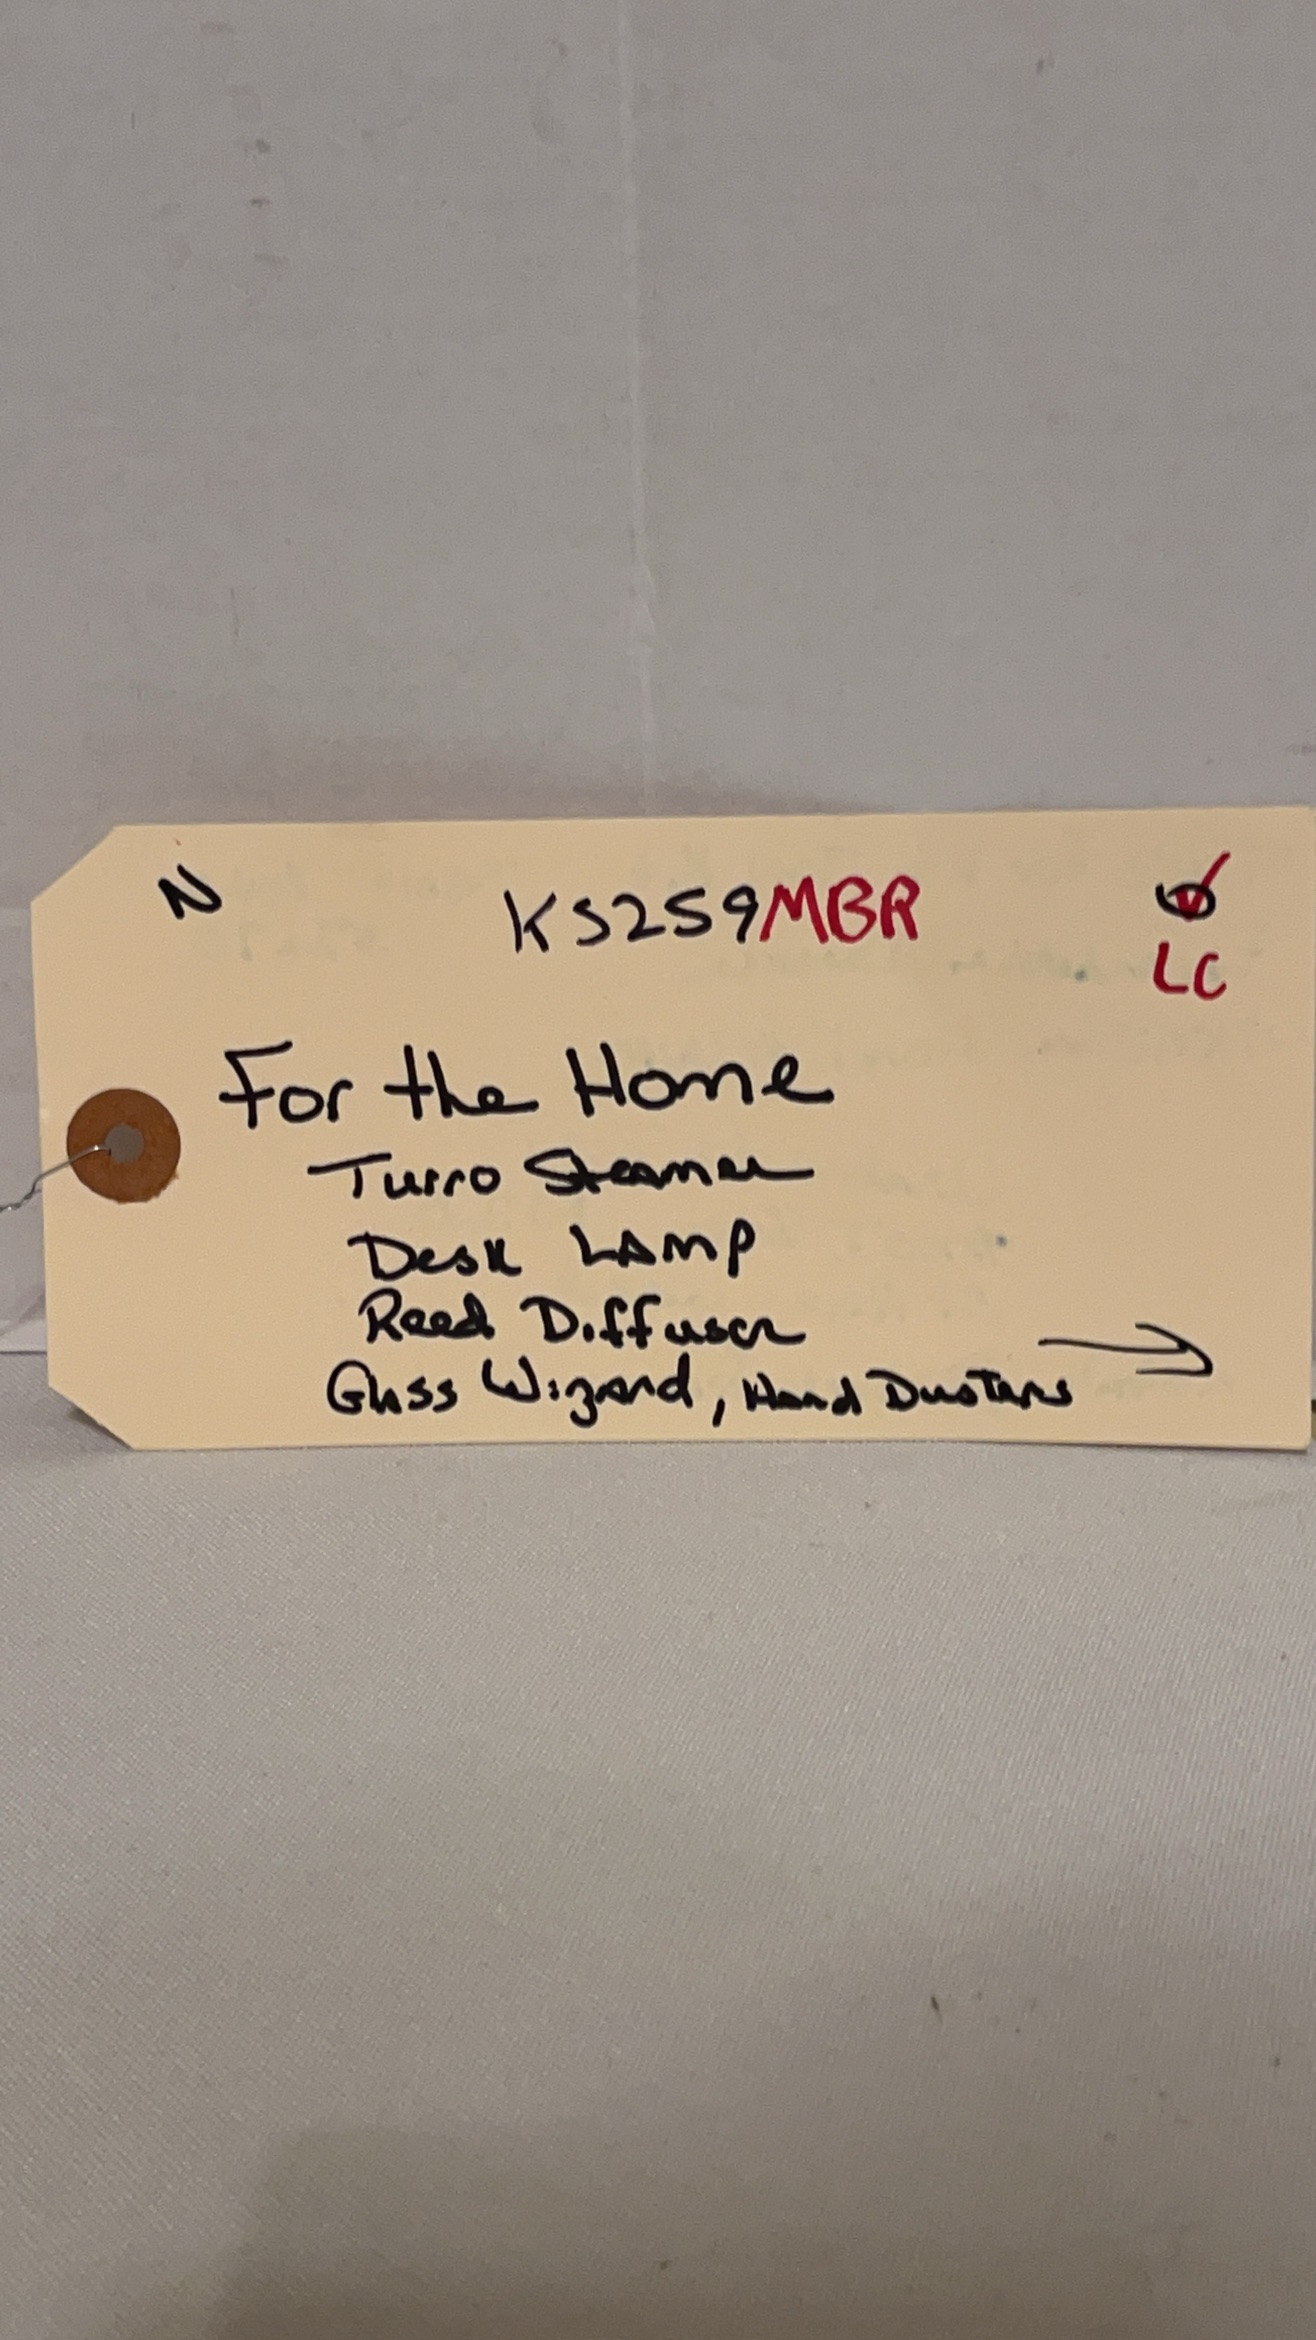 N KS259MBR
LC
For the Home
Turro Steamer
Desk LAmp
Reed Diffuser
Glass Wizard, Hand Dusters